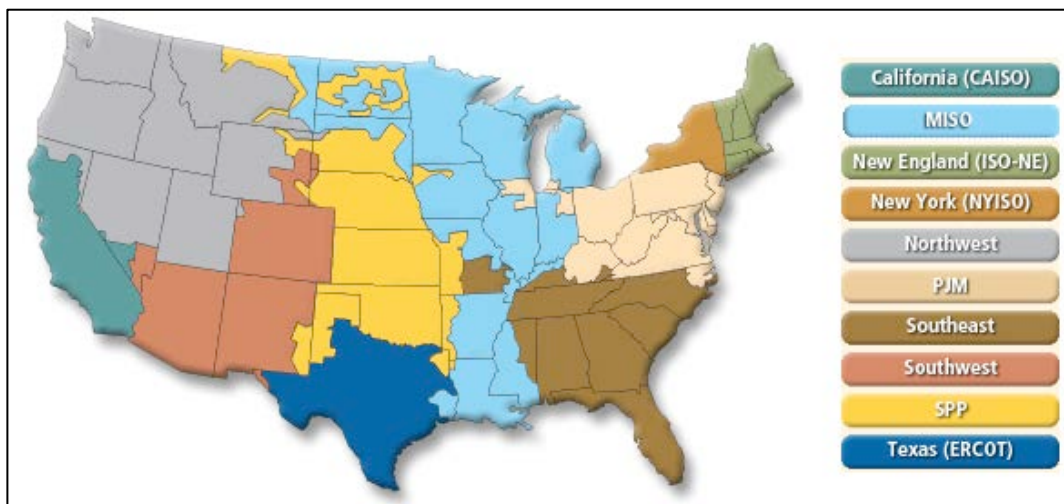 California (CAISO)
MISO
New England (ISO-NE)
New York (NYISO)
Northwest
PJM
Southeast
Southwest
SPP
Texas (ERCOT)